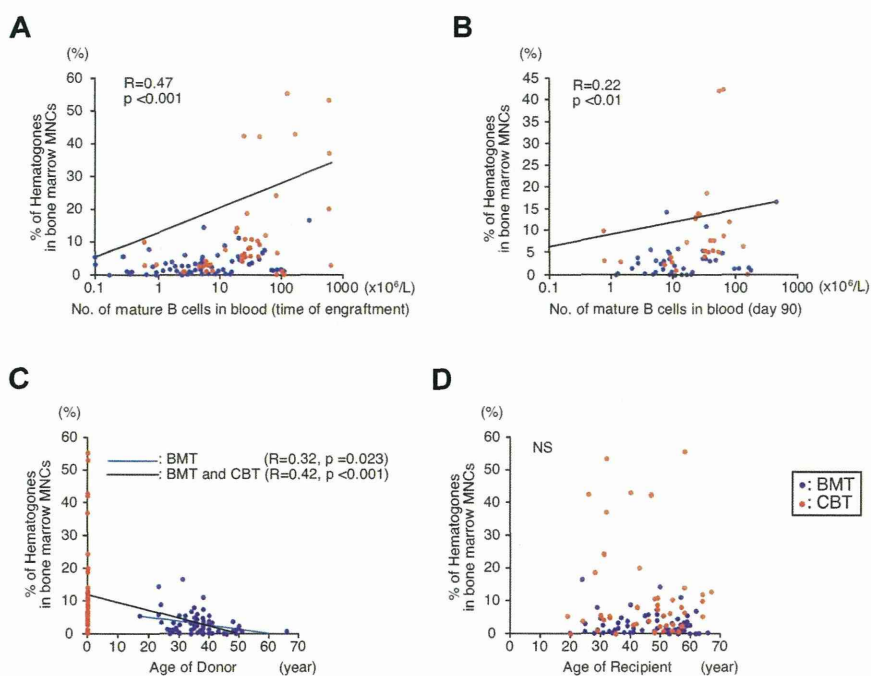 A
(%)
R=0.47
p <0.001
60
50
40
30
20
10
0
% of Hematogones
in bone marrow MNCs
0.1
1
10
100
1000
(x10⁶/L)
No. of mature B cells in blood (time of engraftment)
B
(%)
R=0.22
p <0.01
45
40
35
30
25
20
15
10
5
0
% of Hematogones
in bone marrow MNCs
0.1
1
10
100
1000
(x10⁶/L)
No. of mature B cells in blood (day 90)
C
(%)
60
50
40
30
20
10
0
% of Hematogones
in bone marrow MNCs
: BMT (R=0.32, p =0.023)
: BMT and CBT (R=0.42, p <0.001)
0 10 20 30 40 50 60 70
Age of Donor (year)
D
(%)
NS
60
50
40
30
20
10
0
% of Hematogones
in bone marrow MNCs
0 10 20 30 40 50 60 70
Age of Recipient (year)
: BMT
: CBT